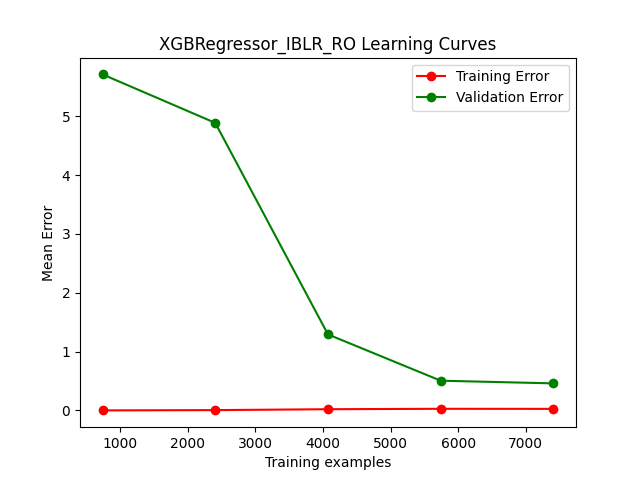 XGBRegressor_IBLR_RO Learning Curves
Training Error
Validation Error
Mean Error
5
4
3
2
1
0
1000 2000 3000 4000 5000 6000 7000
Training examples